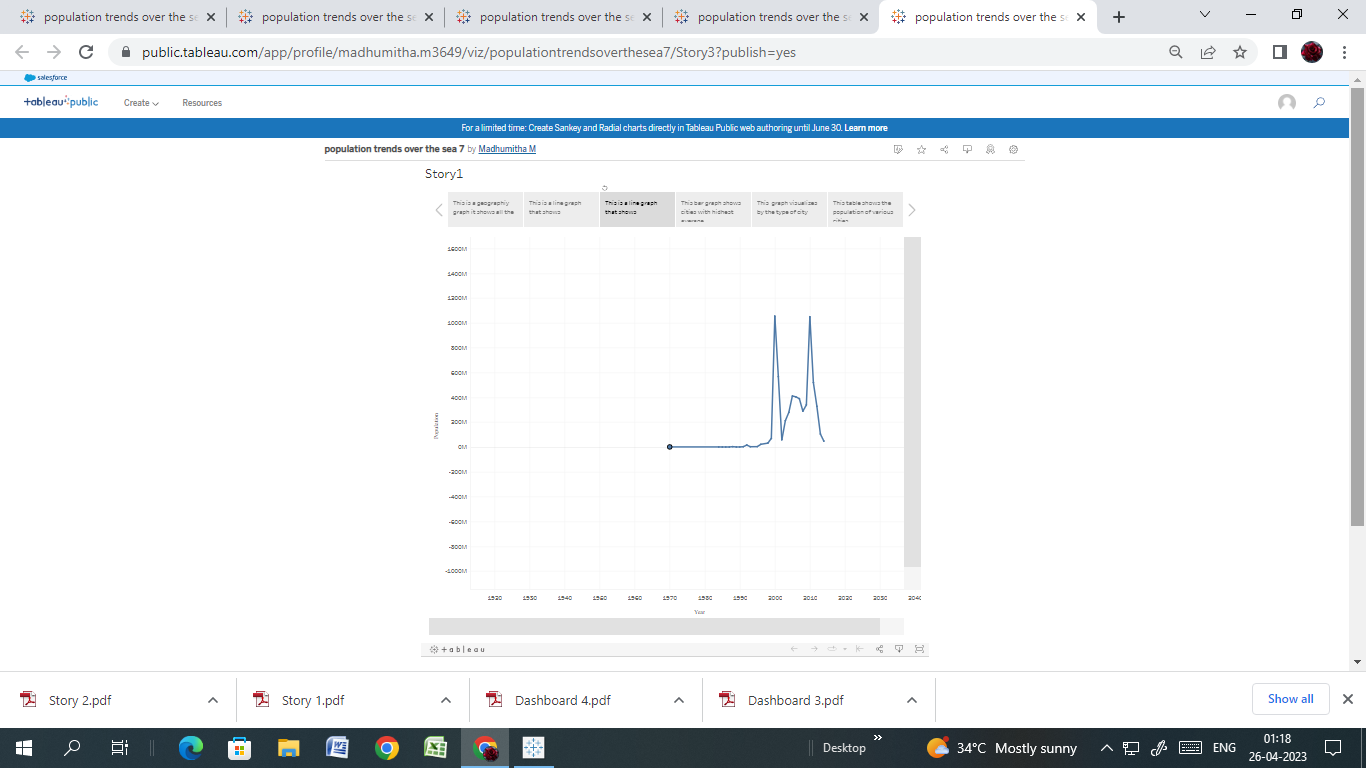 population trends over the se
population trends over the se
population trends over the se
population trends over the se
population trends over the se
public.tableau.com/app/profile/madhumitha.m3649/viz/populationtrendsoverthesea7/Story3?publish=yes
salesforce
+ableau public
Create
Resources
For a limited time: Create Sankey and Radial charts directly in Tableau Public web authoring until June 30. Learn more
population trends over the sea 7 by Madhumitha M
Story1
This is a geography
graph it shows all the
This is a line graph
that shows
This is a line graph
that shows
This bar graph shows
cities with highest
average
This graph visualizes
by the type of city
This table shows the
population of various
cities
1600M
1400M
1200M
1000M
800M
600M
400M
200M
0M
-200M
-400M
-600M
-800M
-1000M
Population
1920
1930
1940
1950
1960
1970
1980
1990
2000
2010
2020
2030
2040
Year
+ableau
Story 2.pdf
Story 1.pdf
Dashboard 4.pdf
Dashboard 3.pdf
Show all
Desktop
34°C Mostly sunny
ENG
01:18
26-04-2023